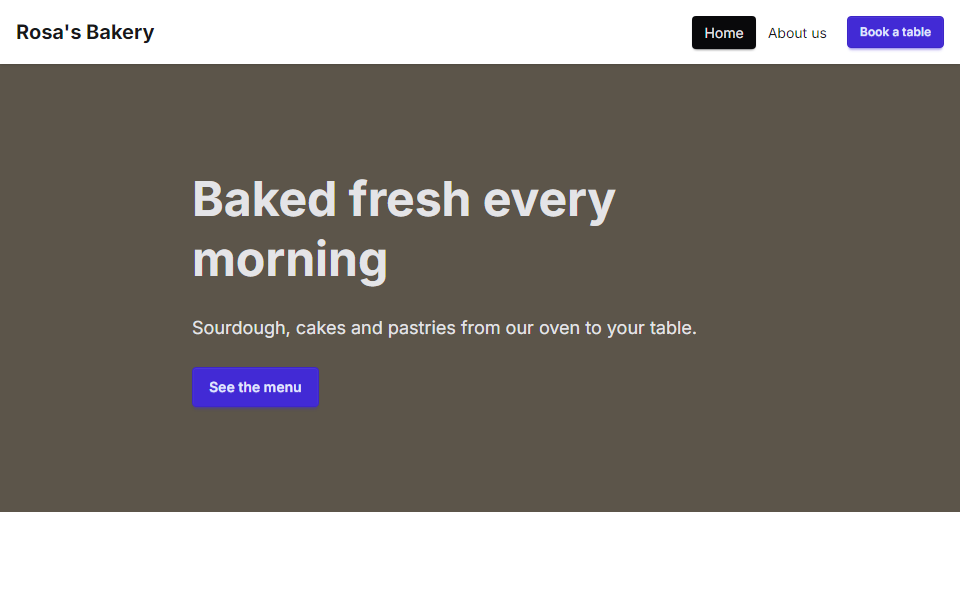 Rosa's Bakery
Home
About us
Book a table
Baked fresh every
morning
Sourdough, cakes and pastries from our oven to your table.
See the menu